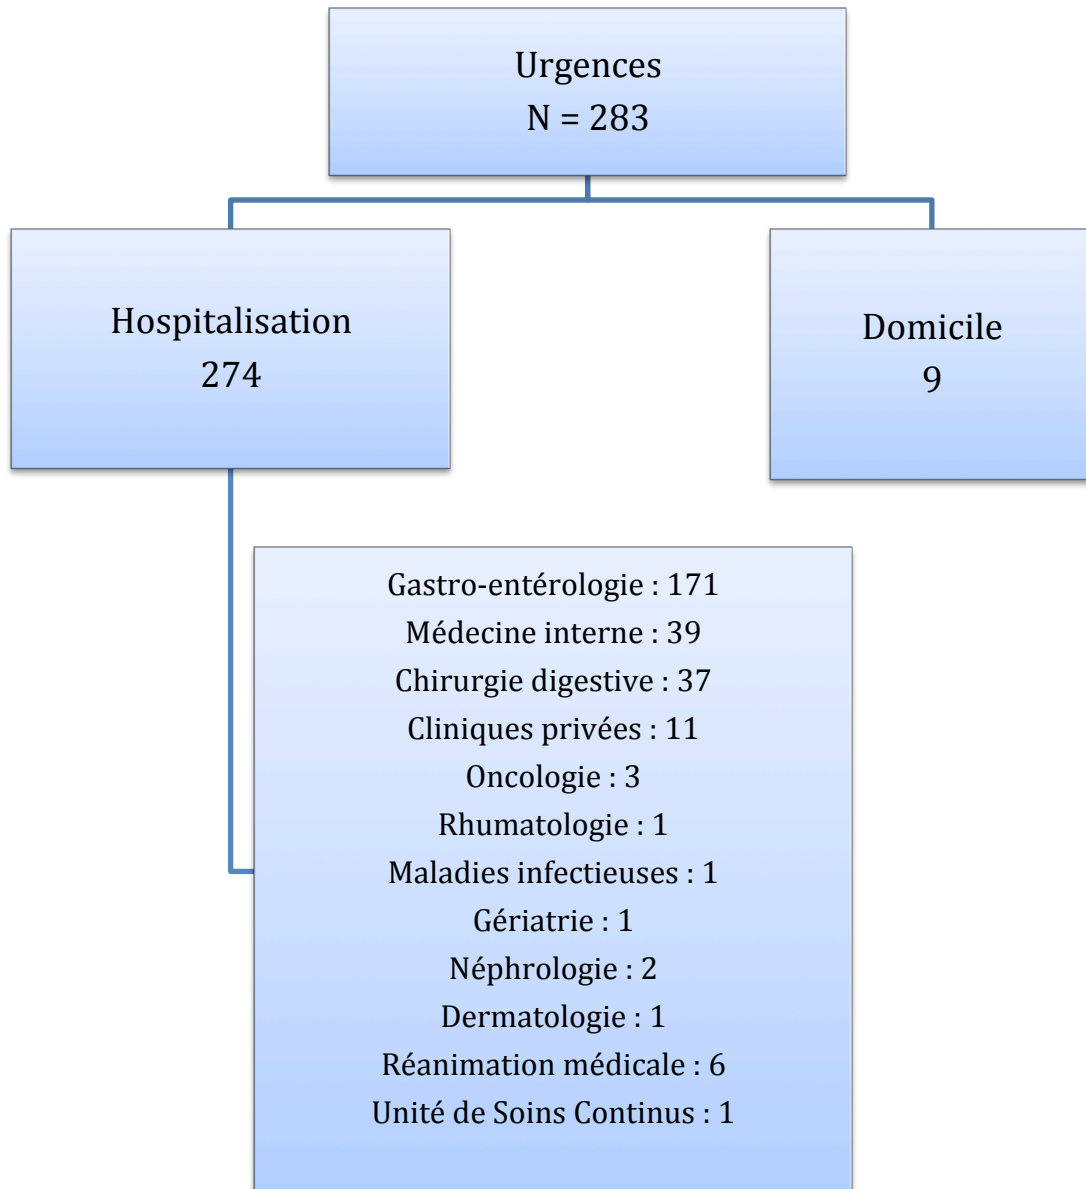 Urgences
N = 283
Hospitalisation
274
Domicile
9
Gastro-entérologie : 171
Médecine interne : 39
Chirurgie digestive : 37
Cliniques privées : 11
Oncologie : 3
Rhumatologie : 1
Maladies infectieuses : 1
Gériatrie : 1
Néphrologie : 2
Dermatologie : 1
Réanimation médicale : 6
Unité de Soins Continus : 1